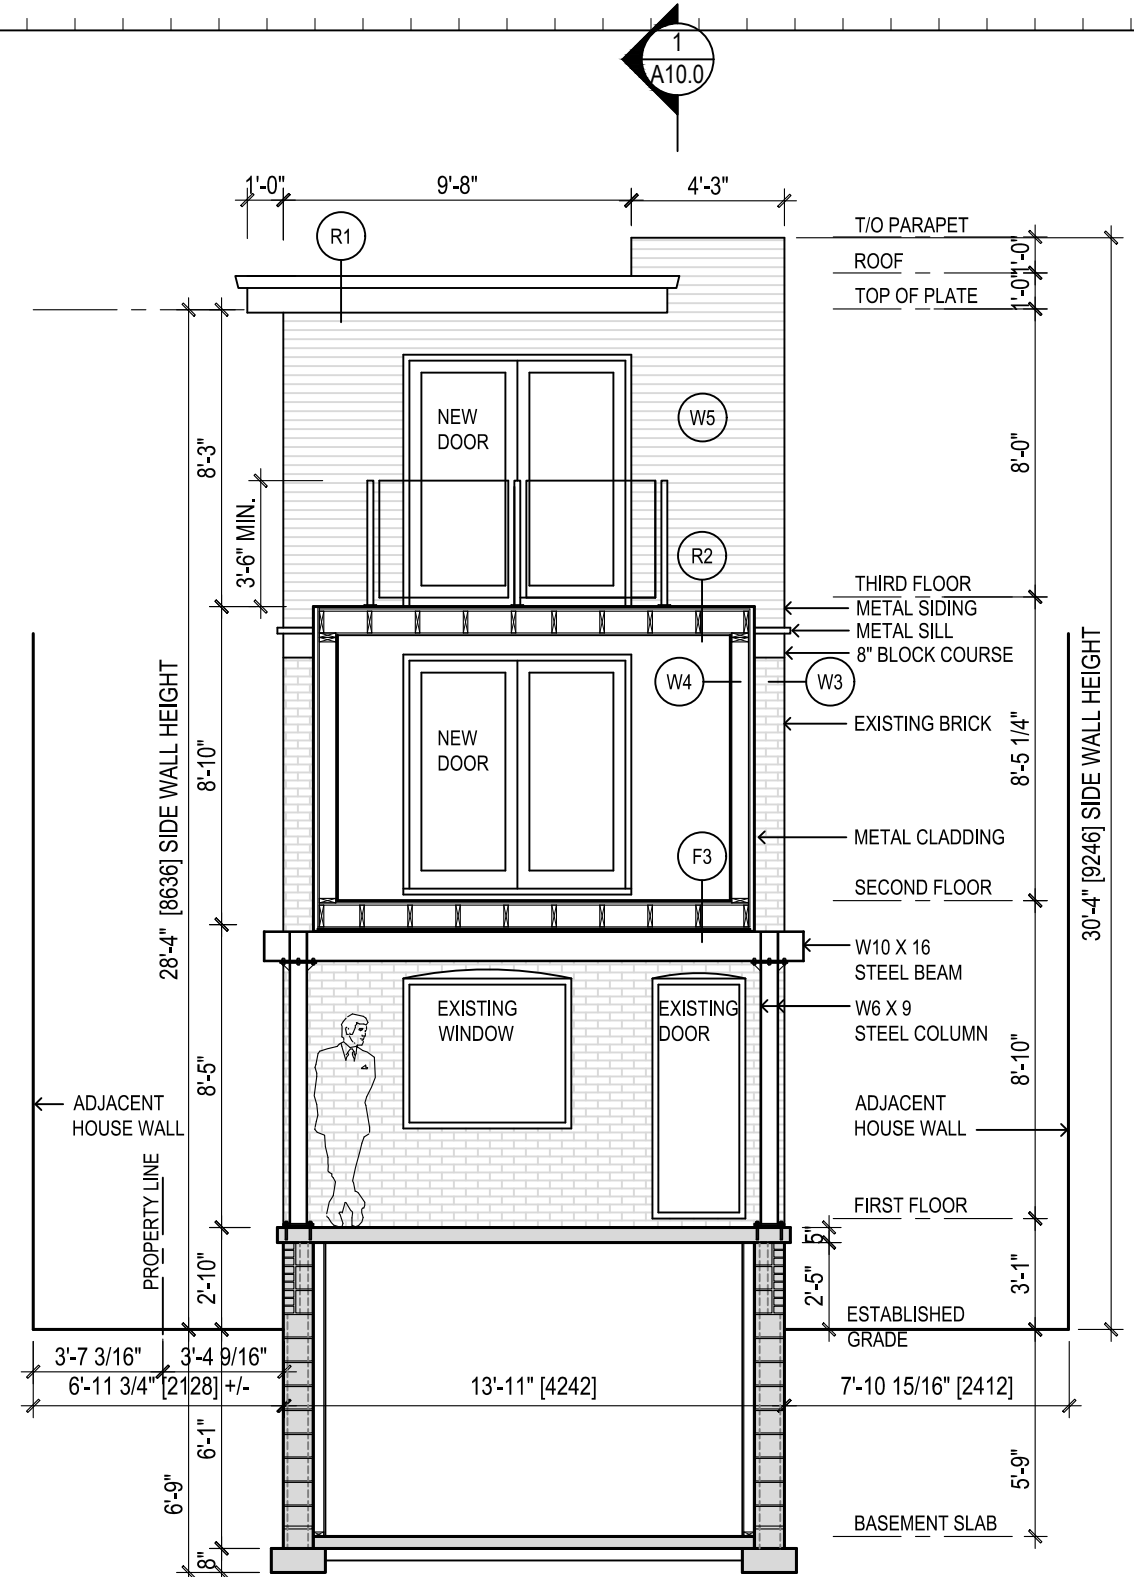 1
A10.0
1'-0"
9'-8"
4'-3"
R1
T/O PARAPET
1'-0"
ROOF
1'-0"
TOP OF PLATE
NEW
DOOR
W5
8'-3"
8'-0"
3'-6" MIN.
R2
THIRD FLOOR
METAL SIDING
METAL SILL
8" BLOCK COURSE
W4
W3
28'-4" [8636] SIDE WALL HEIGHT
30'-4" [9246] SIDE WALL HEIGHT
EXISTING BRICK
NEW
DOOR
8'-10"
8'-5 1/4"
METAL CLADDING
F3
SECOND FLOOR
W10 X 16
STEEL BEAM
EXISTING
WINDOW
EXISTING
DOOR
W6 X 9
STEEL COLUMN
8'-5"
8'-10"
ADJACENT
HOUSE WALL
ADJACENT
HOUSE WALL
PROPERTY LINE
FIRST FLOOR
5"
2'-10"
2'-5"
3'-1"
ESTABLISHED
GRADE
3'-7 3/16"
3'-4 9/16"
6'-11 3/4" [2128] +/-
13'-11" [4242]
7'-10 15/16" [2412]
6'-1"
6'-9"
5'-9"
BASEMENT SLAB
8"